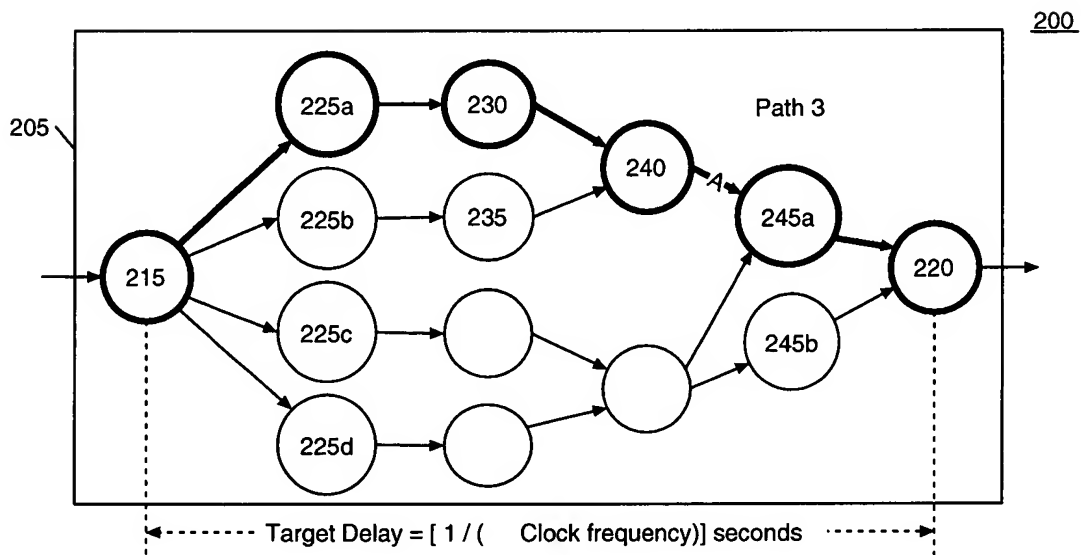 200
205
225a
230
Path 3
240
A
225b
235
245a
215
220
225c
245b
225d
Target Delay = [ 1 / ( Clock frequency)] seconds